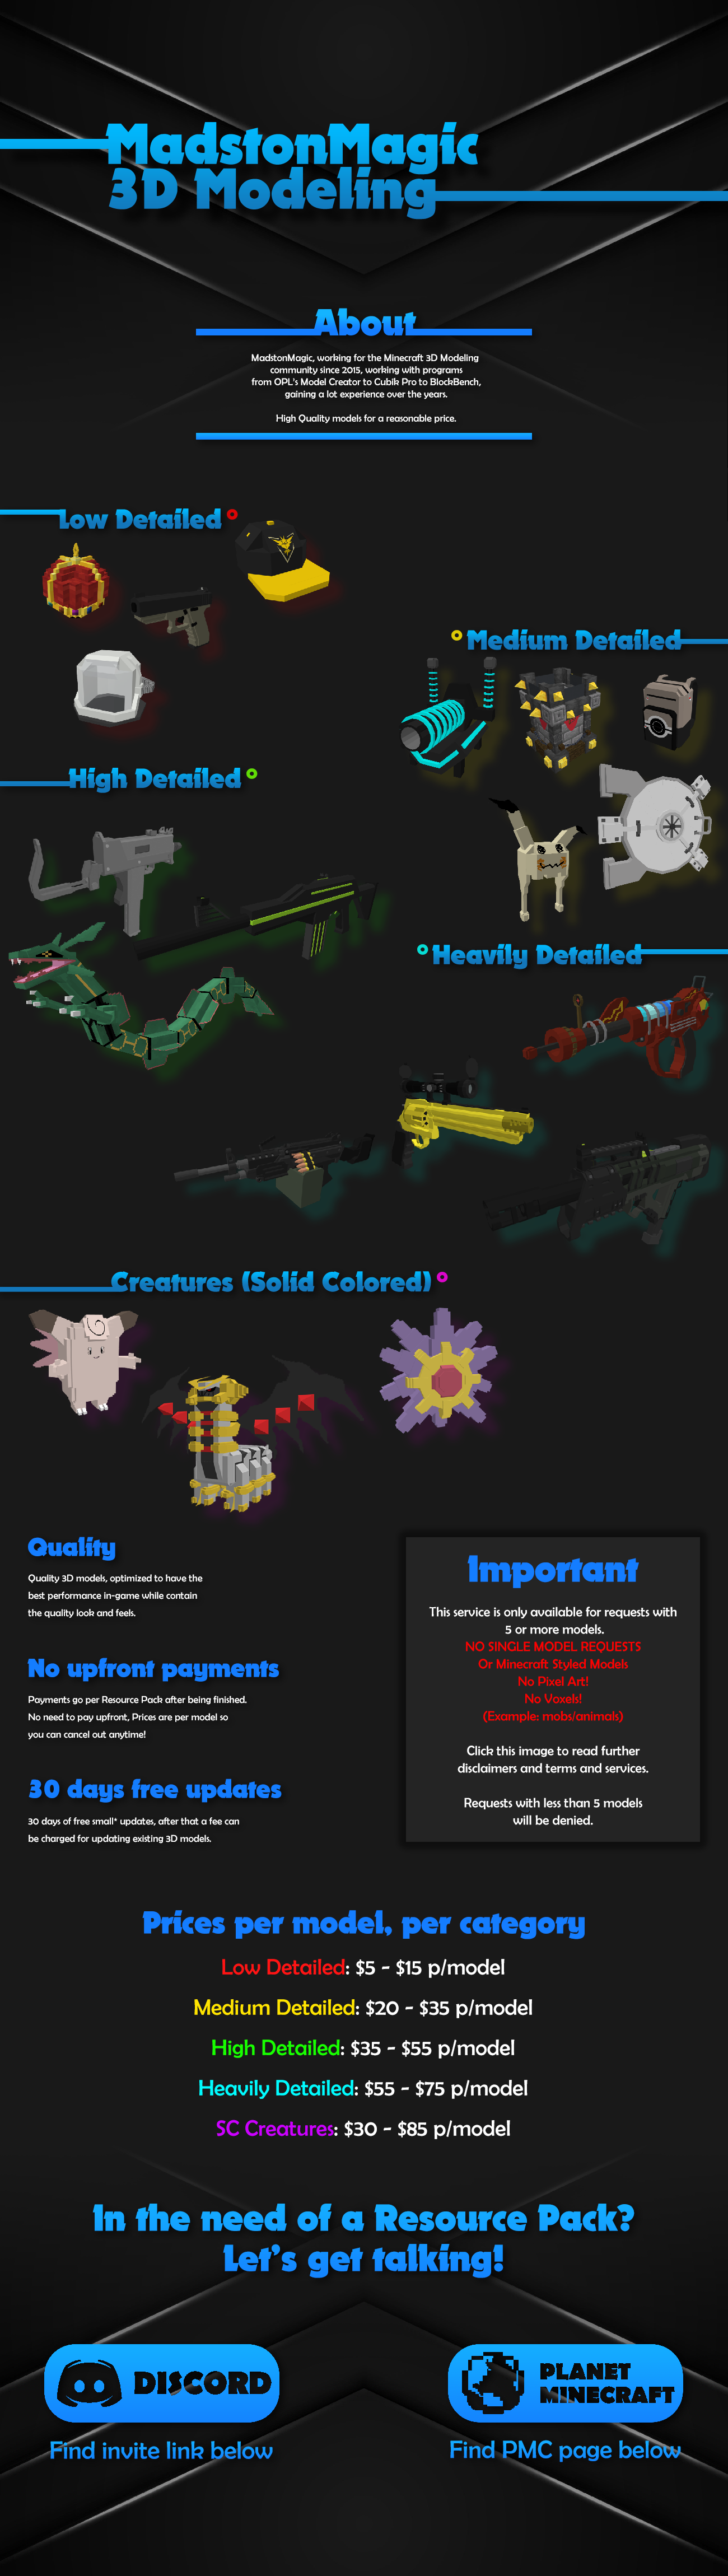 MadstonMagic
3D Modeling
About
MadstonMagic, working for the Minecraft 3D Modeling
community since 2015, working with programs
from OPL's Model Creator to Cubik Pro to BlockBench,
gaining a lot experience over the years.
High Quality models for a reasonable price.
Low Detailed
Medium Detailed
High Detailed
Heavily Detailed
Creatures (Solid Colored)
Quality
Quality 3D models, optimized to have the
best performance in-game while contain
the quality look and feels.
No upfront payments
Payments go per Resource Pack after being finished.
No need to pay upfront, Prices are per model so
you can cancel out anytime!
30 days free updates
30 days of free small* updates, after that a fee can
be charged for updating existing 3D models.
Important
This service is only available for requests with
5 or more models.
NO SINGLE MODEL REQUESTS
Or Minecraft Styled Models
No Pixel Art!
No Voxels!
(Example: mobs/animals)
Click this image to read further
disclaimers and terms and services.
Requests with less than 5 models
will be denied.
Prices per model, per category
Low Detailed: $5 - $15 p/model
Medium Detailed: $20 - $35 p/model
High Detailed: $35 - $55 p/model
Heavily Detailed: $55 - $75 p/model
SC Creatures: $30 - $85 p/model
In the need of a Resource Pack?
Let's get talking!
DISCORD
Find invite link below
PLANET
MINECRAFT
Find PMC page below